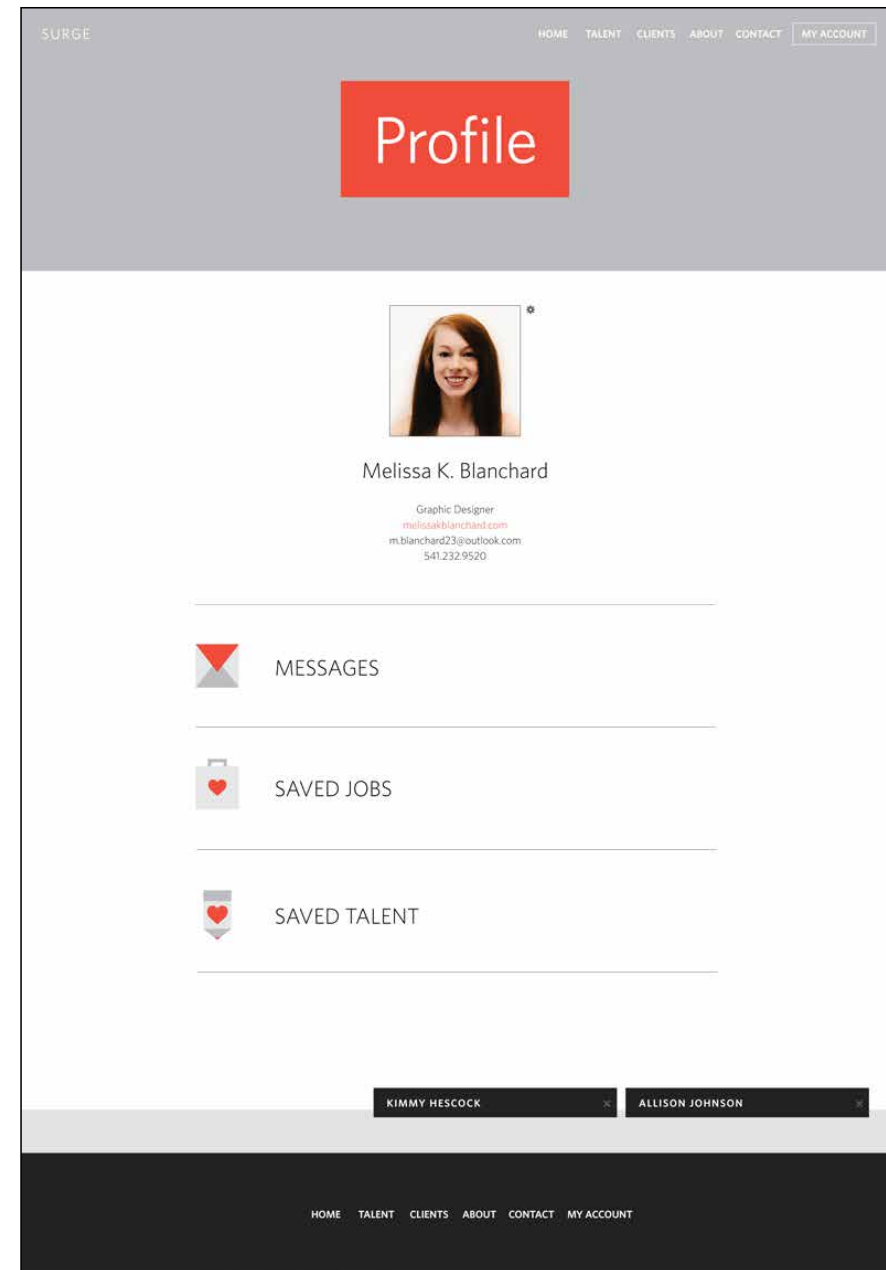 SURGE
HOME TALENT CLIENTS ABOUT CONTACT MY ACCOUNT
Profile
Melissa K. Blanchard
Graphic Designer
melissakblanchard.com
m.blanchard23@outlook.com
541.232.9520
MESSAGES
SAVED JOBS
SAVED TALENT
KIMMY HESCOCK × ALLISON JOHNSON ×
HOME TALENT CLIENTS ABOUT CONTACT MY ACCOUNT